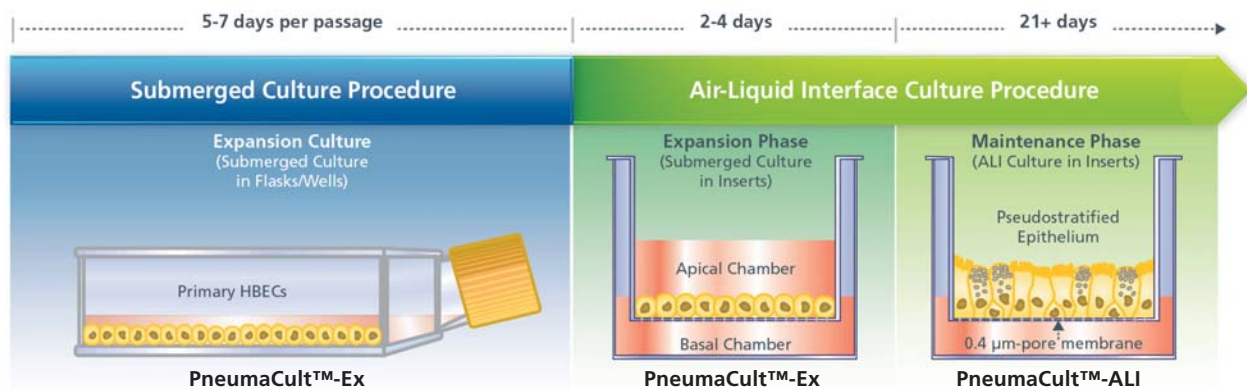 5-7 days per passage
2-4 days
21+ days
Submerged Culture Procedure
Air-Liquid Interface Culture Procedure
Expansion Culture
(Submerged Culture
in Flasks/Wells)
Primary HBECs
PneumaCult™-Ex
Expansion Phase
(Submerged Culture
in Inserts)
Apical Chamber
Basal Chamber
PneumaCult™-Ex
Maintenance Phase
(ALI Culture in Inserts)
Pseudostratified
Epithelium
0.4 µm-pore membrane
PneumaCult™-ALI